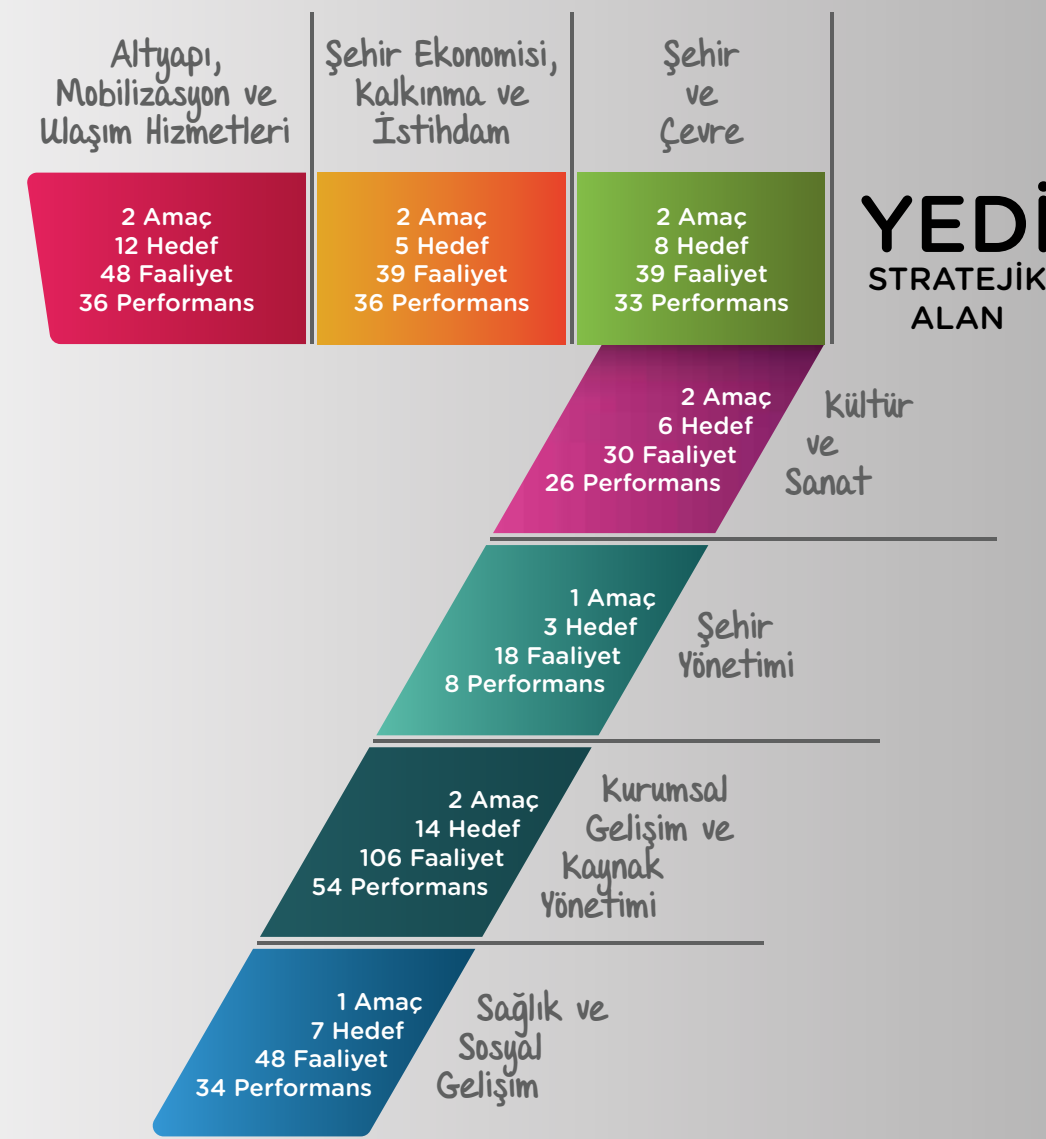 Altyapı,
Mobilizasyon ve
Ulaşım Hizmetleri
2 Amaç
12 Hedef
48 Faaliyet
36 Performans
Şehir Ekonomisi,
Kalkınma ve
İstihdam
2 Amaç
5 Hedef
39 Faaliyet
36 Performans
Şehir
ve
Çevre
2 Amaç
8 Hedef
39 Faaliyet
33 Performans
YEDİ
STRATEJİK
ALAN
2 Amaç
6 Hedef
30 Faaliyet
26 Performans
Kültür
ve
Sanat
1 Amaç
3 Hedef
18 Faaliyet
8 Performans
Şehir
Yönetimi
2 Amaç
14 Hedef
106 Faaliyet
54 Performans
Kurumsal
Gelişim ve
Kaynak
Yönetimi
1 Amaç
7 Hedef
48 Faaliyet
34 Performans
Sağlık ve
Sosyal
Gelişim